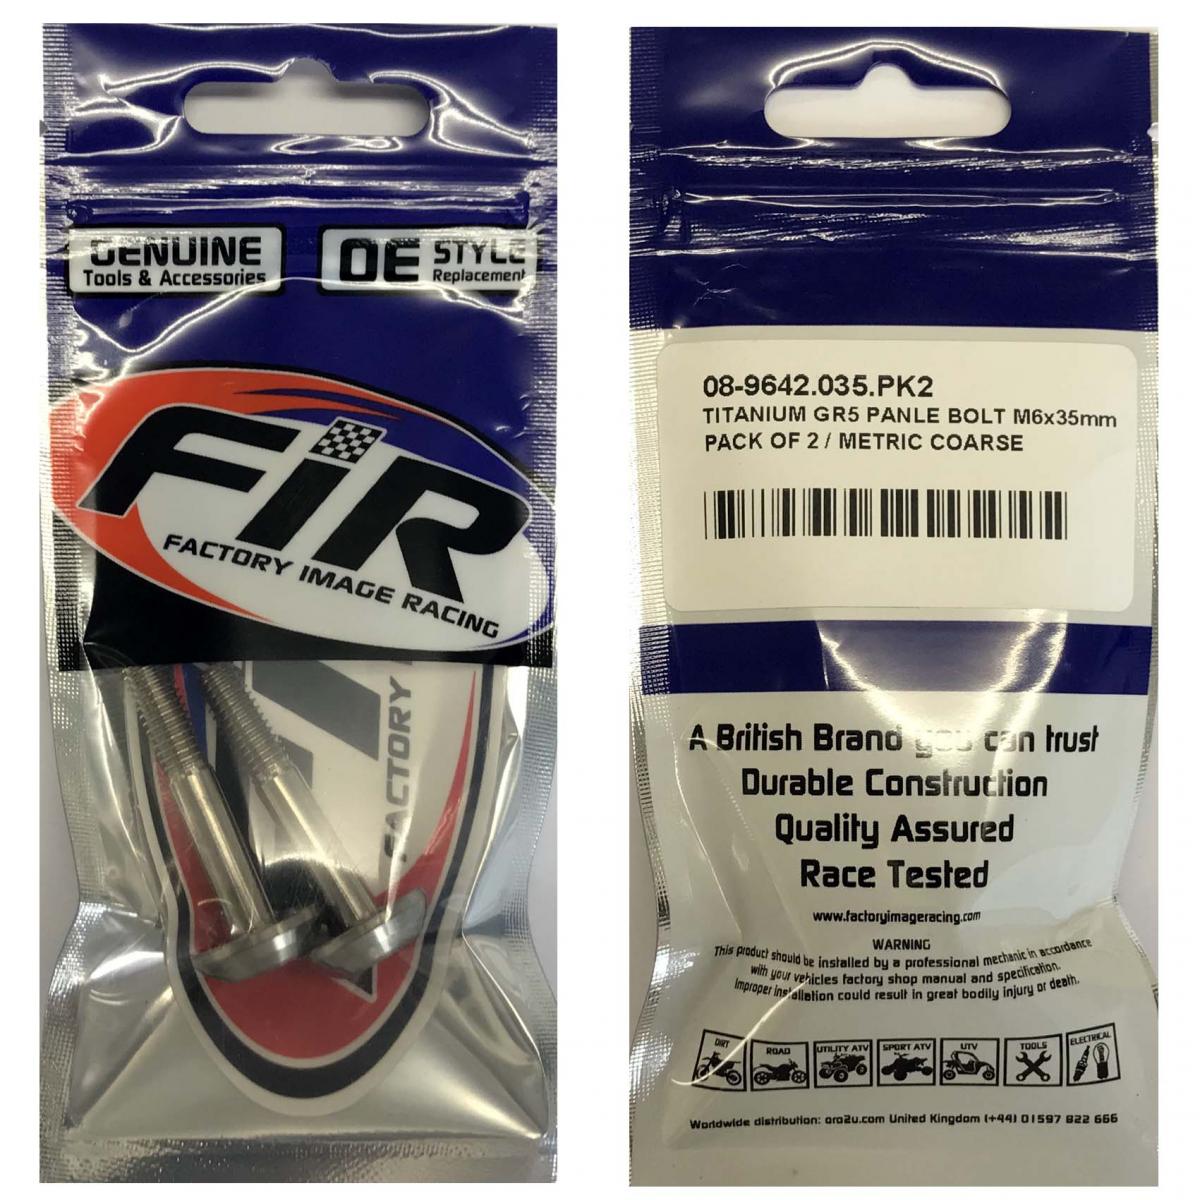 GENUINE
Tools & Accessories
OE STYLE
Replacement
FiR
FACTORY IMAGE RACING
FACTORY
08-9642.035.PK2
TITANIUM GR5 PANLE BOLT M6x35mm
PACK OF 2 / METRIC COARSE
A British Brand you can trust
Durable Construction
Quality Assured
Race Tested
www.factoryimageracing.com
WARNING
This product should be installed by a professional mechanic in accordance
with your vehicles factory shop manual and specification.
Improper installation could result in great bodily injury or death.
DIRT ROAD UTILITY ATV SPORT ATV UTV TOOLS ELECTRICAL
Worldwide distribution: oro2u.com United Kingdom (+44) 01597 822 666